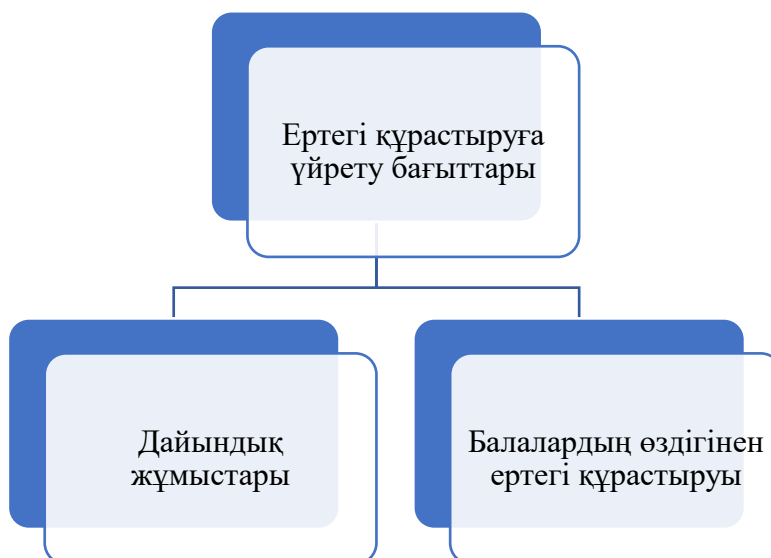 Ертегі құрастыруға
үйрету бағыттары
Дайындық
жұмыстары
Балалардың өздігінен
ертегі құрастыруы